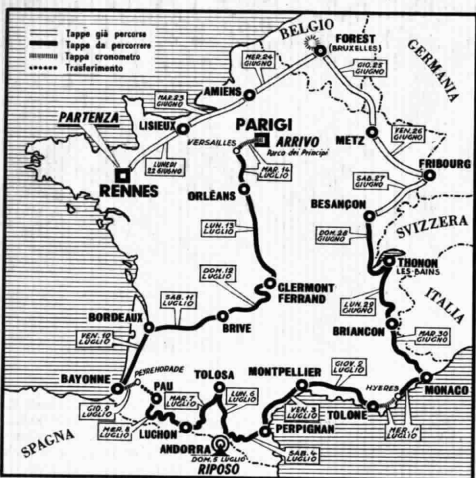 Tappe già percorse
Tappe da percorrere
Tappa cronometro
Trasferimento
BELGIO
FOREST
(BRUXELLES)
GERMANIA
MER. 24
GIUGNO
GIO. 25
GIUGNO
MAR. 23
GIUGNO
AMIENS
PARTENZA
LISIEUX
PARIGI
VERSAILLES
ARRIVO
Parco dei Principi
METZ
VEN. 26
GIUGNO
LUNEDI
22 GIUGNO
RENNES
MAR. 14
LUGLIO
SAB. 27
GIUGNO
FRIBOURG
ORLÉANS
BESANÇON
SVIZZERA
LUN. 13
LUGLIO
DOM. 28
GIUGNO
THONON
LES-BAINS
DOM. 12
LUGLIO
CLERMONT
FERRAND
LUN. 29
GIUGNO
ITALIA
SAB. 11
LUGLIO
BORDEAUX
BRIVE
BRIANÇON
MAR. 30
GIUGNO
VEN. 10
LUGLIO
PEYREHORADE
TOLOSA
MONTPELLIER
GIOV. 2
LUGLIO
BAYONNE
PAU
MAR. 7
LUGLIO
LUN. 6
LUGLIO
HYERES
MONACO
GIO. 9
LUGLIO
MER. 8
LUGLIO
VEN. 3
LUGLIO
TOLONE
MER. 1°
LUGLIO
SPAGNA
LUCHON
PERPIGNAN
ANDORRA
DOM. 5 LUGLIO
RIPOSO
SAB. 4
LUGLIO